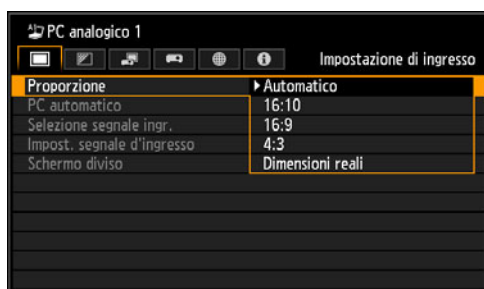 PC analogico 1
Impostazione di ingresso
Proporzione
Automatico
PC automatico
16:10
Selezione segnale ingr.
16:9
Impost. segnale d'ingresso
4:3
Schermo diviso
Dimensioni reali